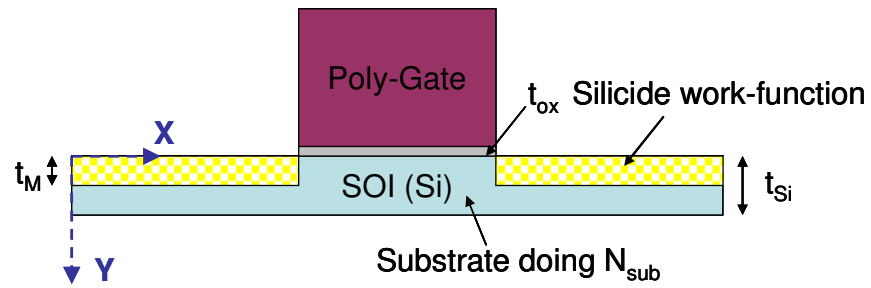 Poly-Gate
tox Silicide work-function
X
tM
SOI (Si)
tSi
Substrate doing Nsub
Y